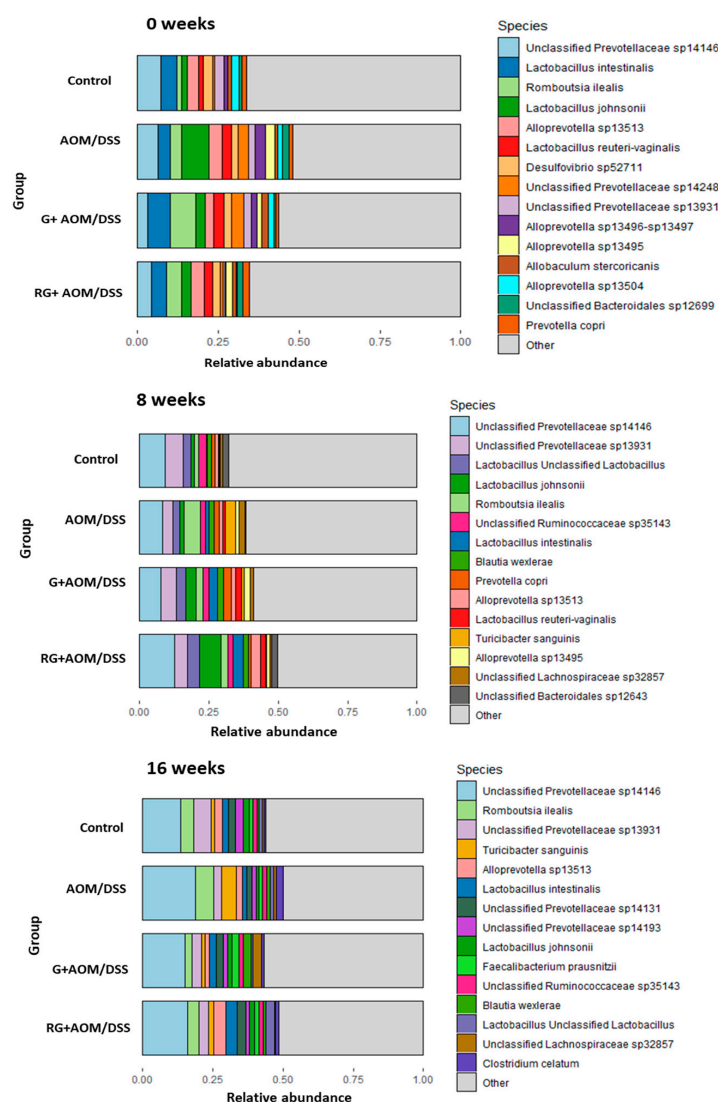 0 weeks
Species
Unclassified Prevotellaceae sp14146
Lactobacillus intestinalis
Romboutsia ilealis
Lactobacillus johnsonii
Alloprevotella sp13513
Lactobacillus reuteri-vaginalis
Desulfovibrio sp52711
Unclassified Prevotellaceae sp14248
Unclassified Prevotellaceae sp13931
Alloprevotella sp13496-sp13497
Alloprevotella sp13495
Allobaculum stercoricanis
Alloprevotella sp13504
Unclassified Bacteroidales sp12699
Prevotella copri
Other
Group
Control
AOM/DSS
G+ AOM/DSS
RG+ AOM/DSS
0.00 0.25 0.50 0.75 1.00
Relative abundance
8 weeks
Species
Unclassified Prevotellaceae sp14146
Unclassified Prevotellaceae sp13931
Lactobacillus Unclassified Lactobacillus
Lactobacillus johnsonii
Romboutsia ilealis
Unclassified Ruminococcaceae sp35143
Lactobacillus intestinalis
Blautia wexlerae
Prevotella copri
Alloprevotella sp13513
Lactobacillus reuteri-vaginalis
Turicibacter sanguinis
Alloprevotella sp13495
Unclassified Lachnospiraceae sp32857
Unclassified Bacteroidales sp12643
Other
Group
Control
AOM/DSS
G+AOM/DSS
RG+AOM/DSS
0.00 0.25 0.50 0.75 1.00
Relative abundance
16 weeks
Species
Unclassified Prevotellaceae sp14146
Romboutsia ilealis
Unclassified Prevotellaceae sp13931
Turicibacter sanguinis
Alloprevotella sp13513
Lactobacillus intestinalis
Unclassified Prevotellaceae sp14131
Unclassified Prevotellaceae sp14193
Lactobacillus johnsonii
Faecalibacterium prausnitzii
Unclassified Ruminococcaceae sp35143
Blautia wexlerae
Lactobacillus Unclassified Lactobacillus
Unclassified Lachnospiraceae sp32857
Clostridium celatum
Other
Group
Control
AOM/DSS
G+AOM/DSS
RG+AOM/DSS
0.00 0.25 0.50 0.75 1.00
Relative abundance